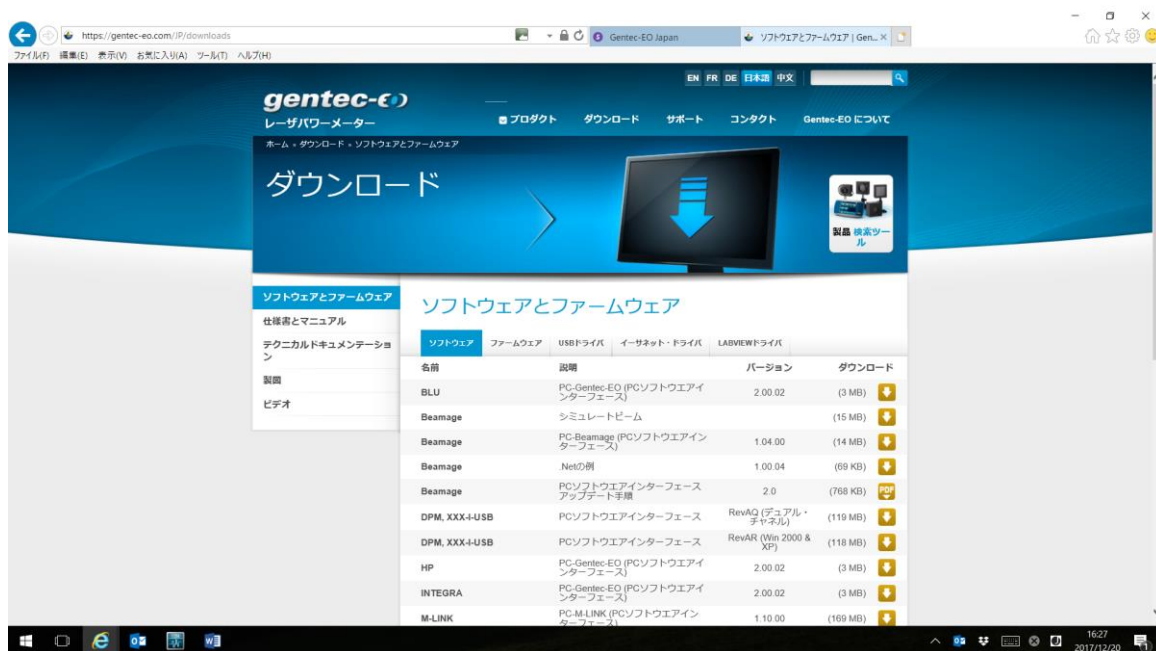 https://gentec-eo.com/JP/downloads
Gentec-EO Japan
ソフトウェアとファームウェア | Gen...
ファイル(F) 編集(E) 表示(V) お気に入り(A) ツール(T) ヘルプ(H)
EN FR DE 日本語 中文
gentec-eo
レーザパワーメーター
プロダクト ダウンロード サポート コンタクト Gentec-EO について
ホーム » ダウンロード » ソフトウェアとファームウェア
ダウンロード
製品 検索ツー
ル
ソフトウェアとファームウェア
仕様書とマニュアル
テクニカルドキュメンテーショ
ン
製図
ビデオ
ソフトウェアとファームウェア
ソフトウェア ファームウェア USBドライバ イーサネット・ドライバ LABVIEWドライバ
名前 説明 バージョン ダウンロード
BLU PC-Gentec-EO (PCソフトウエアイ
ンターフェース) 2.00.02 (3 MB)
Beamage シミュレートビーム (15 MB)
Beamage PC-Beamage (PCソフトウエアイン
ターフェース) 1.04.00 (14 MB)
Beamage .Netの例 1.00.04 (69 KB)
Beamage PCソフトウエアインターフェース
アップデート手順 2.0 (768 KB) PDF
DPM, XXX-I-USB PCソフトウエアインターフェース RevAQ (デュアル・
チャネル) (119 MB)
DPM, XXX-I-USB PCソフトウエアインターフェース RevAR (Win 2000 &
XP) (118 MB)
HP PC-Gentec-EO (PCソフトウエアイ
ンターフェース) 2.00.02 (3 MB)
INTEGRA PC-Gentec-EO (PCソフトウエアイ
ンターフェース) 2.00.02 (3 MB)
M-LINK PC-M-LINK (PCソフトウエアイン
ターフェース) 1.10.00 (169 MB)
16:27
2017/12/20